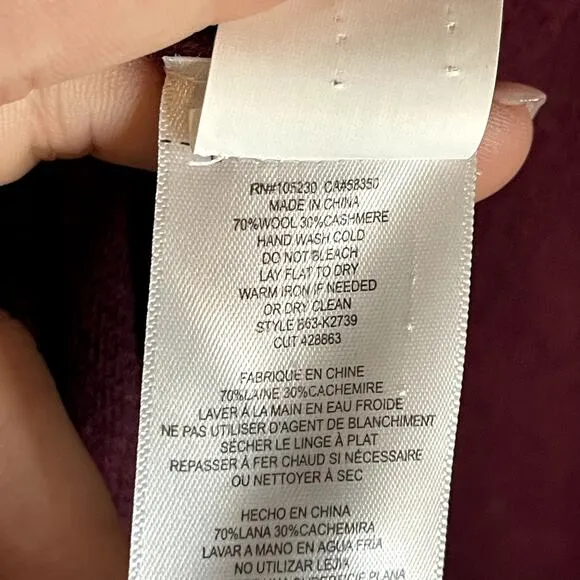 RN#105230 CA#58350
MADE IN CHINA
70%WOOL 30%CASHMERE
HAND WASH COLD
DO NOT BLEACH
LAY FLAT TO DRY
WARM IRON IF NEEDED
OR DRY CLEAN
STYLE B63-K2739
CUT 428863
FABRIQUE EN CHINE
70%LAINE 30%CACHEMIRE
LAVER À LA MAIN EN EAU FROIDE
NE PAS UTILISER D'AGENT DE BLANCHIMENT
SÉCHER LE LINGE À PLAT
REPASSER À FER CHAUD SI NÉCESSAIRE
OU NETTOYER À SEC
HECHO EN CHINA
70%LANA 30%CACHEMIRA
LAVAR A MANO EN AGUA FRIA
NO UTILIZAR LEJIA
SUPERFICIE PLANA